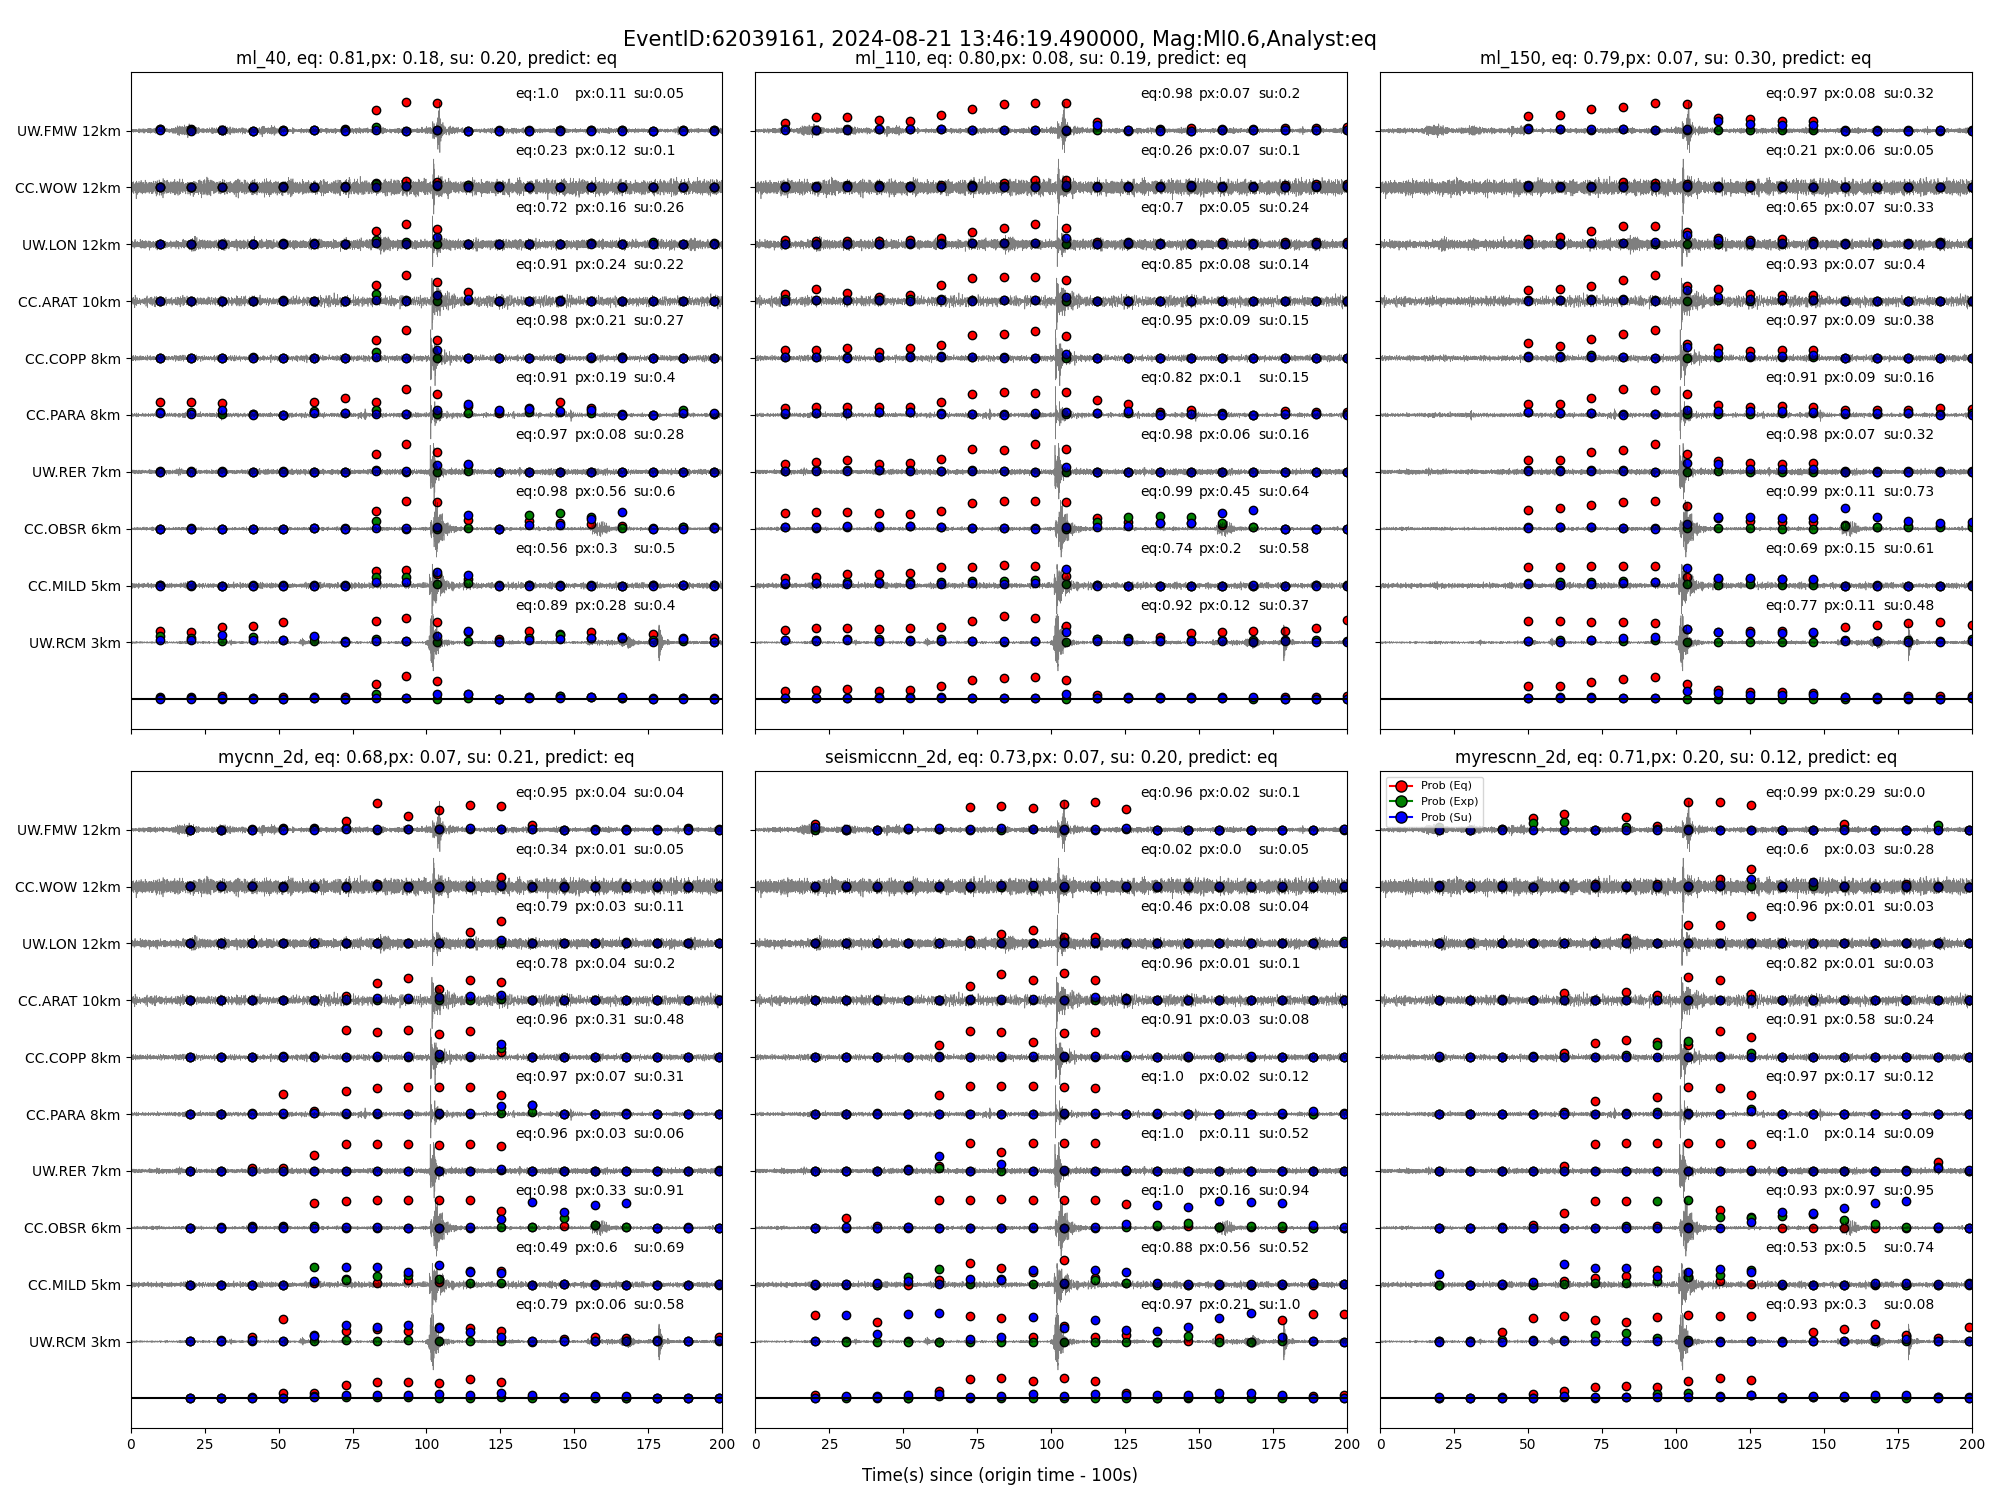 EventID:62039161, 2024-08-21 13:46:19.490000, Mag:Ml0.6,Analyst:eq
ml_40, eq: 0.81,px: 0.18, su: 0.20, predict: eq
UW.FMW 12km
eq:1.0 px:0.11 su:0.05
CC.WOW 12km
eq:0.23 px:0.12 su:0.1
UW.LON 12km
eq:0.72 px:0.16 su:0.26
CC.ARAT 10km
eq:0.91 px:0.24 su:0.22
CC.COPP 8km
eq:0.98 px:0.21 su:0.27
CC.PARA 8km
eq:0.91 px:0.19 su:0.4
UW.RER 7km
eq:0.97 px:0.08 su:0.28
CC.OBSR 6km
eq:0.98 px:0.56 su:0.6
CC.MILD 5km
eq:0.56 px:0.3 su:0.5
UW.RCM 3km
eq:0.89 px:0.28 su:0.4
ml_110, eq: 0.80,px: 0.08, su: 0.19, predict: eq
eq:0.98 px:0.07 su:0.2
eq:0.26 px:0.07 su:0.1
eq:0.7 px:0.05 su:0.24
eq:0.85 px:0.08 su:0.14
eq:0.95 px:0.09 su:0.15
eq:0.82 px:0.1 su:0.15
eq:0.98 px:0.06 su:0.16
eq:0.99 px:0.45 su:0.64
eq:0.74 px:0.2 su:0.58
eq:0.92 px:0.12 su:0.37
ml_150, eq: 0.79,px: 0.07, su: 0.30, predict: eq
eq:0.97 px:0.08 su:0.32
eq:0.21 px:0.06 su:0.05
eq:0.65 px:0.07 su:0.33
eq:0.93 px:0.07 su:0.4
eq:0.97 px:0.09 su:0.38
eq:0.91 px:0.09 su:0.16
eq:0.98 px:0.07 su:0.32
eq:0.99 px:0.11 su:0.73
eq:0.69 px:0.15 su:0.61
eq:0.77 px:0.11 su:0.48
mycnn_2d, eq: 0.68,px: 0.07, su: 0.21, predict: eq
UW.FMW 12km
eq:0.95 px:0.04 su:0.04
CC.WOW 12km
eq:0.34 px:0.01 su:0.05
UW.LON 12km
eq:0.79 px:0.03 su:0.11
CC.ARAT 10km
eq:0.78 px:0.04 su:0.2
CC.COPP 8km
eq:0.96 px:0.31 su:0.48
CC.PARA 8km
eq:0.97 px:0.07 su:0.31
UW.RER 7km
eq:0.96 px:0.03 su:0.06
CC.OBSR 6km
eq:0.98 px:0.33 su:0.91
CC.MILD 5km
eq:0.49 px:0.6 su:0.69
UW.RCM 3km
eq:0.79 px:0.06 su:0.58
0 25 50 75 100 125 150 175 200
seismiccnn_2d, eq: 0.73,px: 0.07, su: 0.20, predict: eq
eq:0.96 px:0.02 su:0.1
eq:0.02 px:0.0 su:0.05
eq:0.46 px:0.08 su:0.04
eq:0.96 px:0.01 su:0.1
eq:0.91 px:0.03 su:0.08
eq:1.0 px:0.02 su:0.12
eq:1.0 px:0.11 su:0.52
eq:1.0 px:0.16 su:0.94
eq:0.88 px:0.56 su:0.52
eq:0.97 px:0.21 su:1.0
0 25 50 75 100 125 150 175 200
myrescnn_2d, eq: 0.71,px: 0.20, su: 0.12, predict: eq
Prob (Eq)
Prob (Exp)
Prob (Su)
eq:0.99 px:0.29 su:0.0
eq:0.6 px:0.03 su:0.28
eq:0.96 px:0.01 su:0.03
eq:0.82 px:0.01 su:0.03
eq:0.91 px:0.58 su:0.24
eq:0.97 px:0.17 su:0.12
eq:1.0 px:0.14 su:0.09
eq:0.93 px:0.97 su:0.95
eq:0.53 px:0.5 su:0.74
eq:0.93 px:0.3 su:0.08
0 25 50 75 100 125 150 175 200
Time(s) since (origin time - 100s)